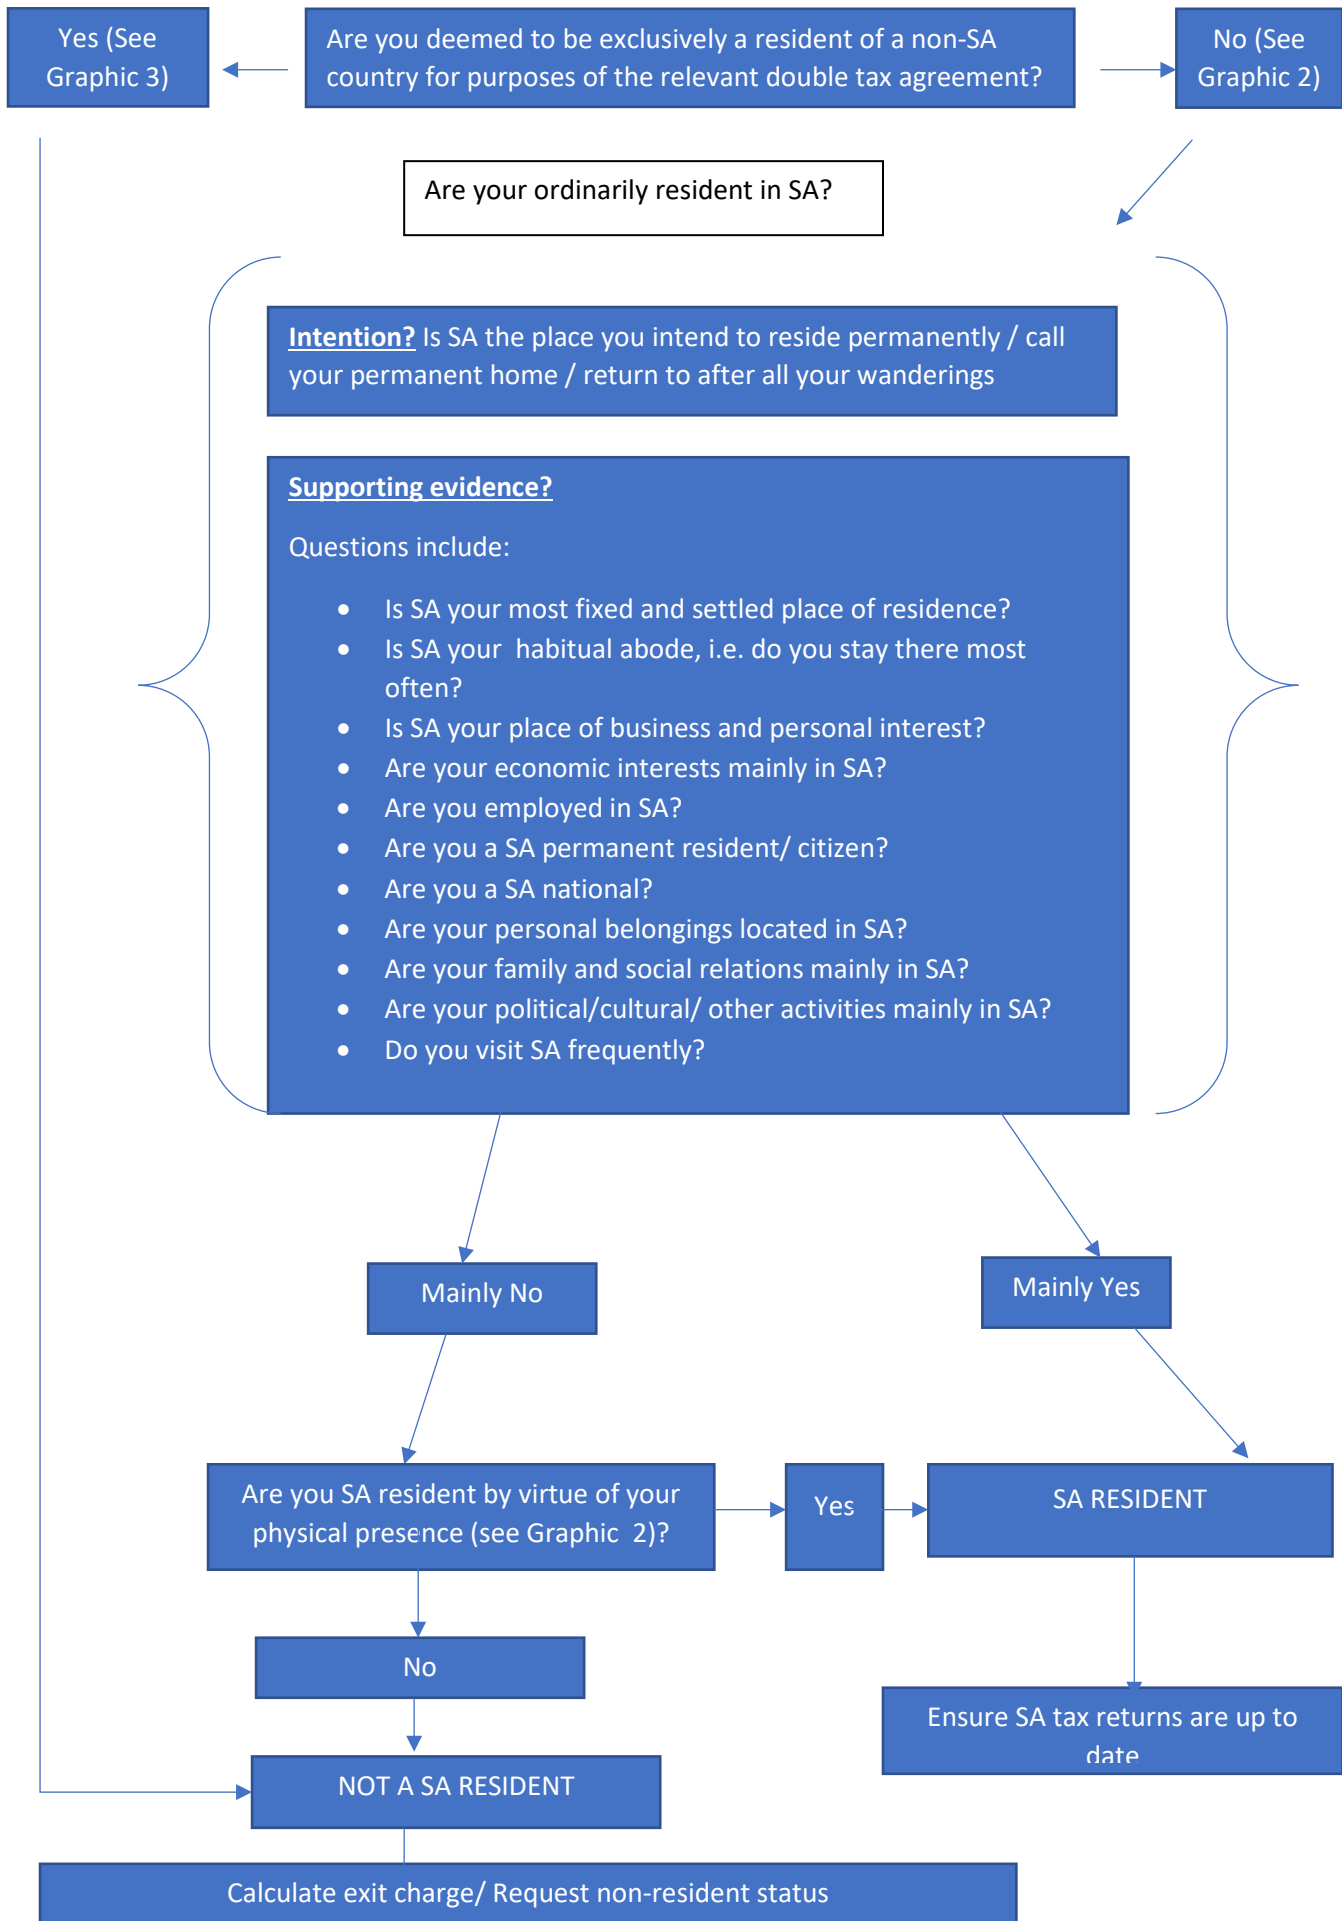 Yes (See
Graphic 3)
Are you deemed to be exclusively a resident of a non-SA
country for purposes of the relevant double tax agreement?
No (See
Graphic 2)
Are your ordinarily resident in SA?
Intention? Is SA the place you intend to reside permanently / call
your permanent home / return to after all your wanderings
Supporting evidence?
Questions include:
• Is SA your most fixed and settled place of residence?
• Is SA your habitual abode, i.e. do you stay there most
often?
• Is SA your place of business and personal interest?
• Are your economic interests mainly in SA?
• Are you employed in SA?
• Are you a SA permanent resident/ citizen?
• Are you a SA national?
• Are your personal belongings located in SA?
• Are your family and social relations mainly in SA?
• Are your political/cultural/ other activities mainly in SA?
• Do you visit SA frequently?
Mainly No
Mainly Yes
Are you SA resident by virtue of your
physical presence (see Graphic 2)?
Yes
SA RESIDENT
No
Ensure SA tax returns are up to
date
NOT A SA RESIDENT
Calculate exit charge/ Request non-resident status